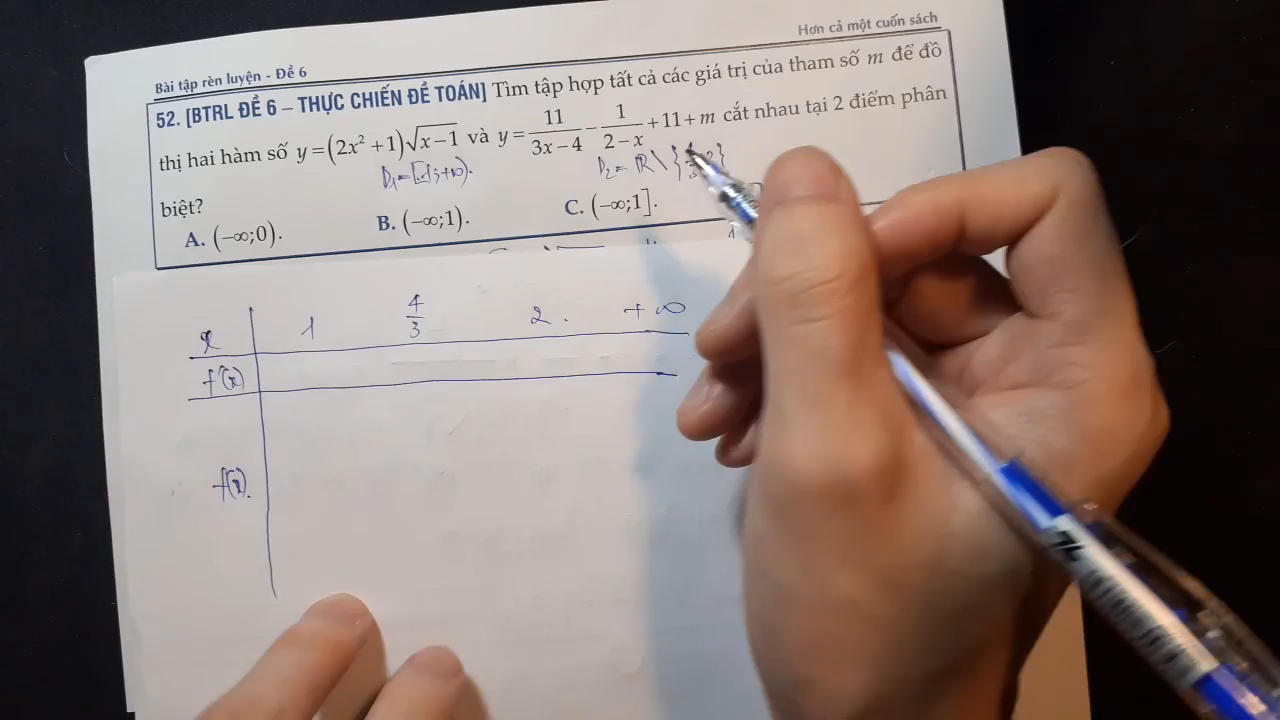 Hơn cả một cuốn sách
Bài tập rèn luyện - Đề 6
52. [BTRL ĐỀ 6 – THỰC CHIẾN ĐỀ TOÁN] Tìm tập hợp tất cả các giá trị của tham số m để đồ
thị hai hàm số y=(2x²+1)√(x−1) và y=11/(3x−4)−1/(2−x)+11+m cắt nhau tại 2 điểm phân
D₁=[1;+∞). D₂=ℝ\{
biệt?
A. (−∞;0). B. (−∞;1). C. (−∞;1].
x 1 4/3 2. +∞
f'(x)
f(x).